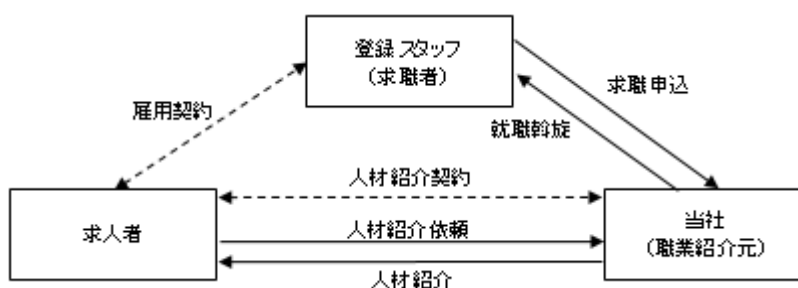 登録スタッフ
(求職者)
求職申込
雇用契約
就職斡旋
人材紹介契約
求人者
人材紹介依頼
当社
(職業紹介元)
人材紹介